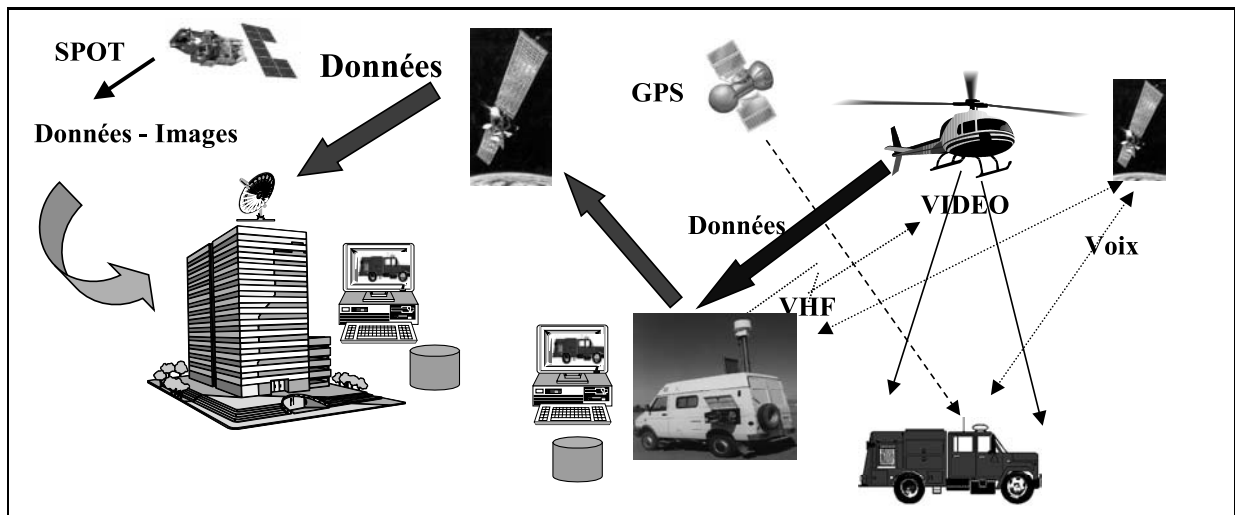 SPOT
Données
Données - Images
GPS
VIDEO
Données
Voix
VHF